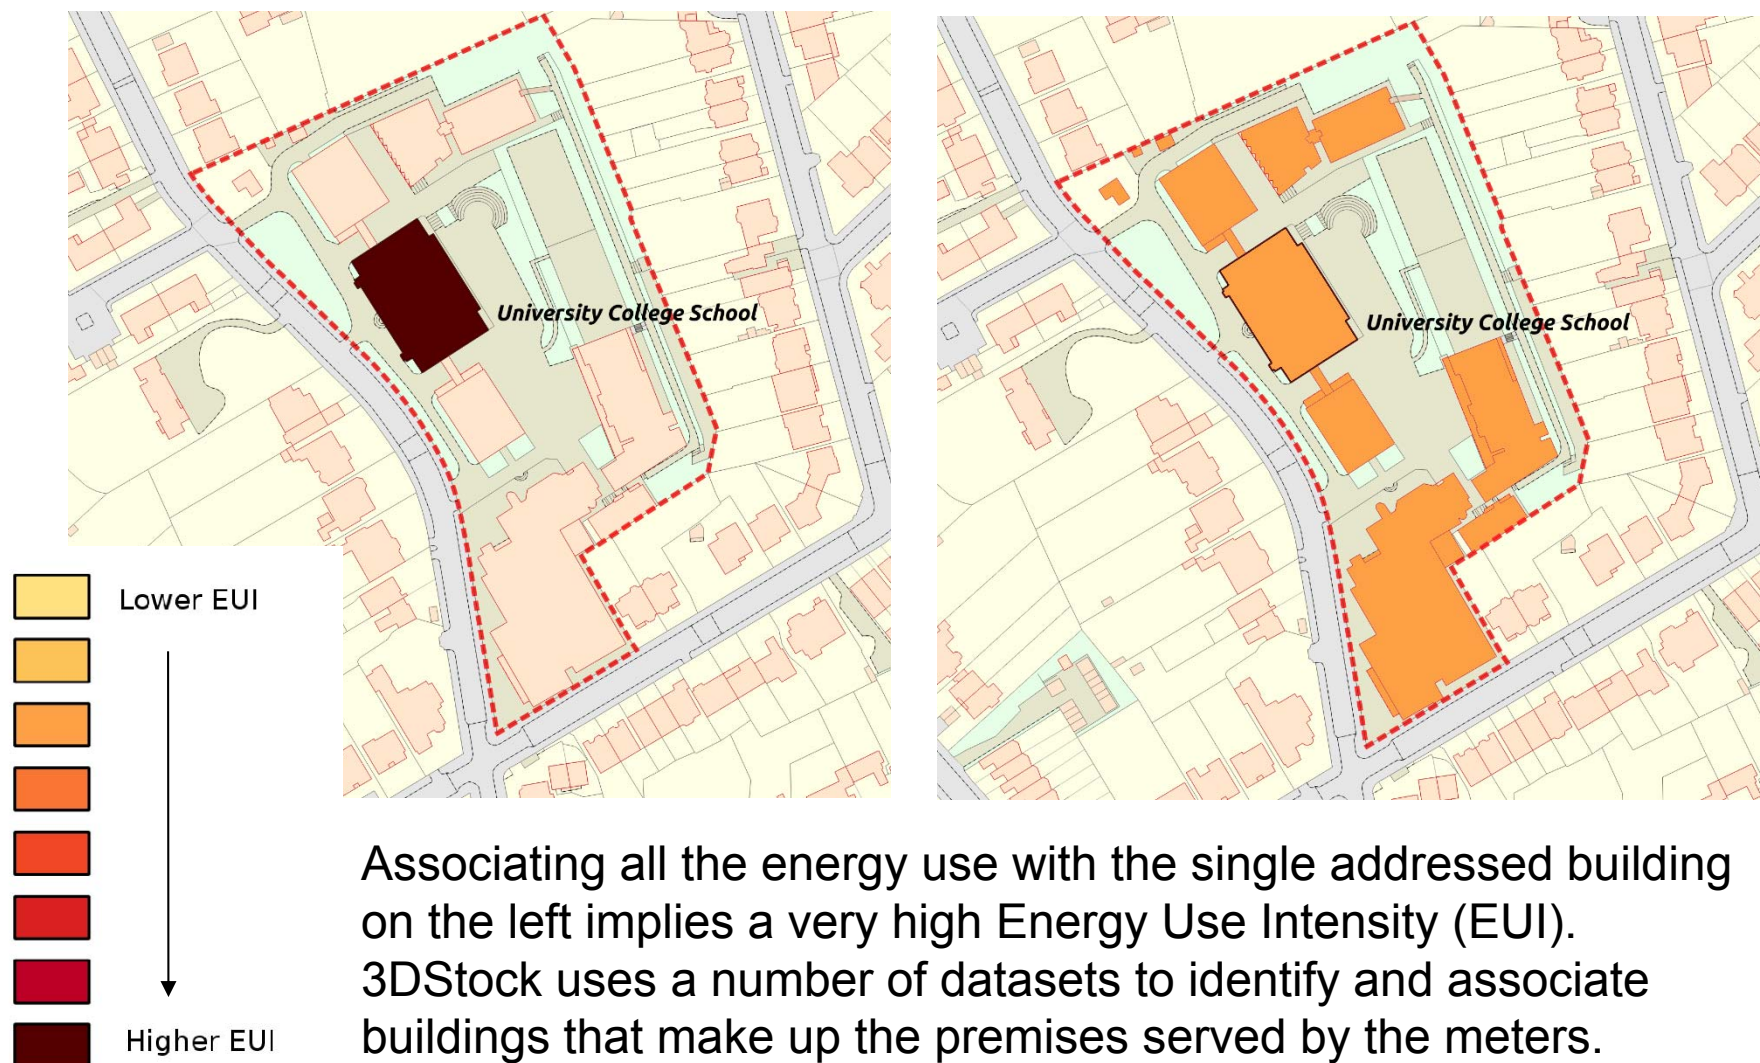 University College School
University College School
Lower EUI
Higher EUI
Associating all the energy use with the single addressed building
on the left implies a very high Energy Use Intensity (EUI).
3DStock uses a number of datasets to identify and associate
buildings that make up the premises served by the meters.